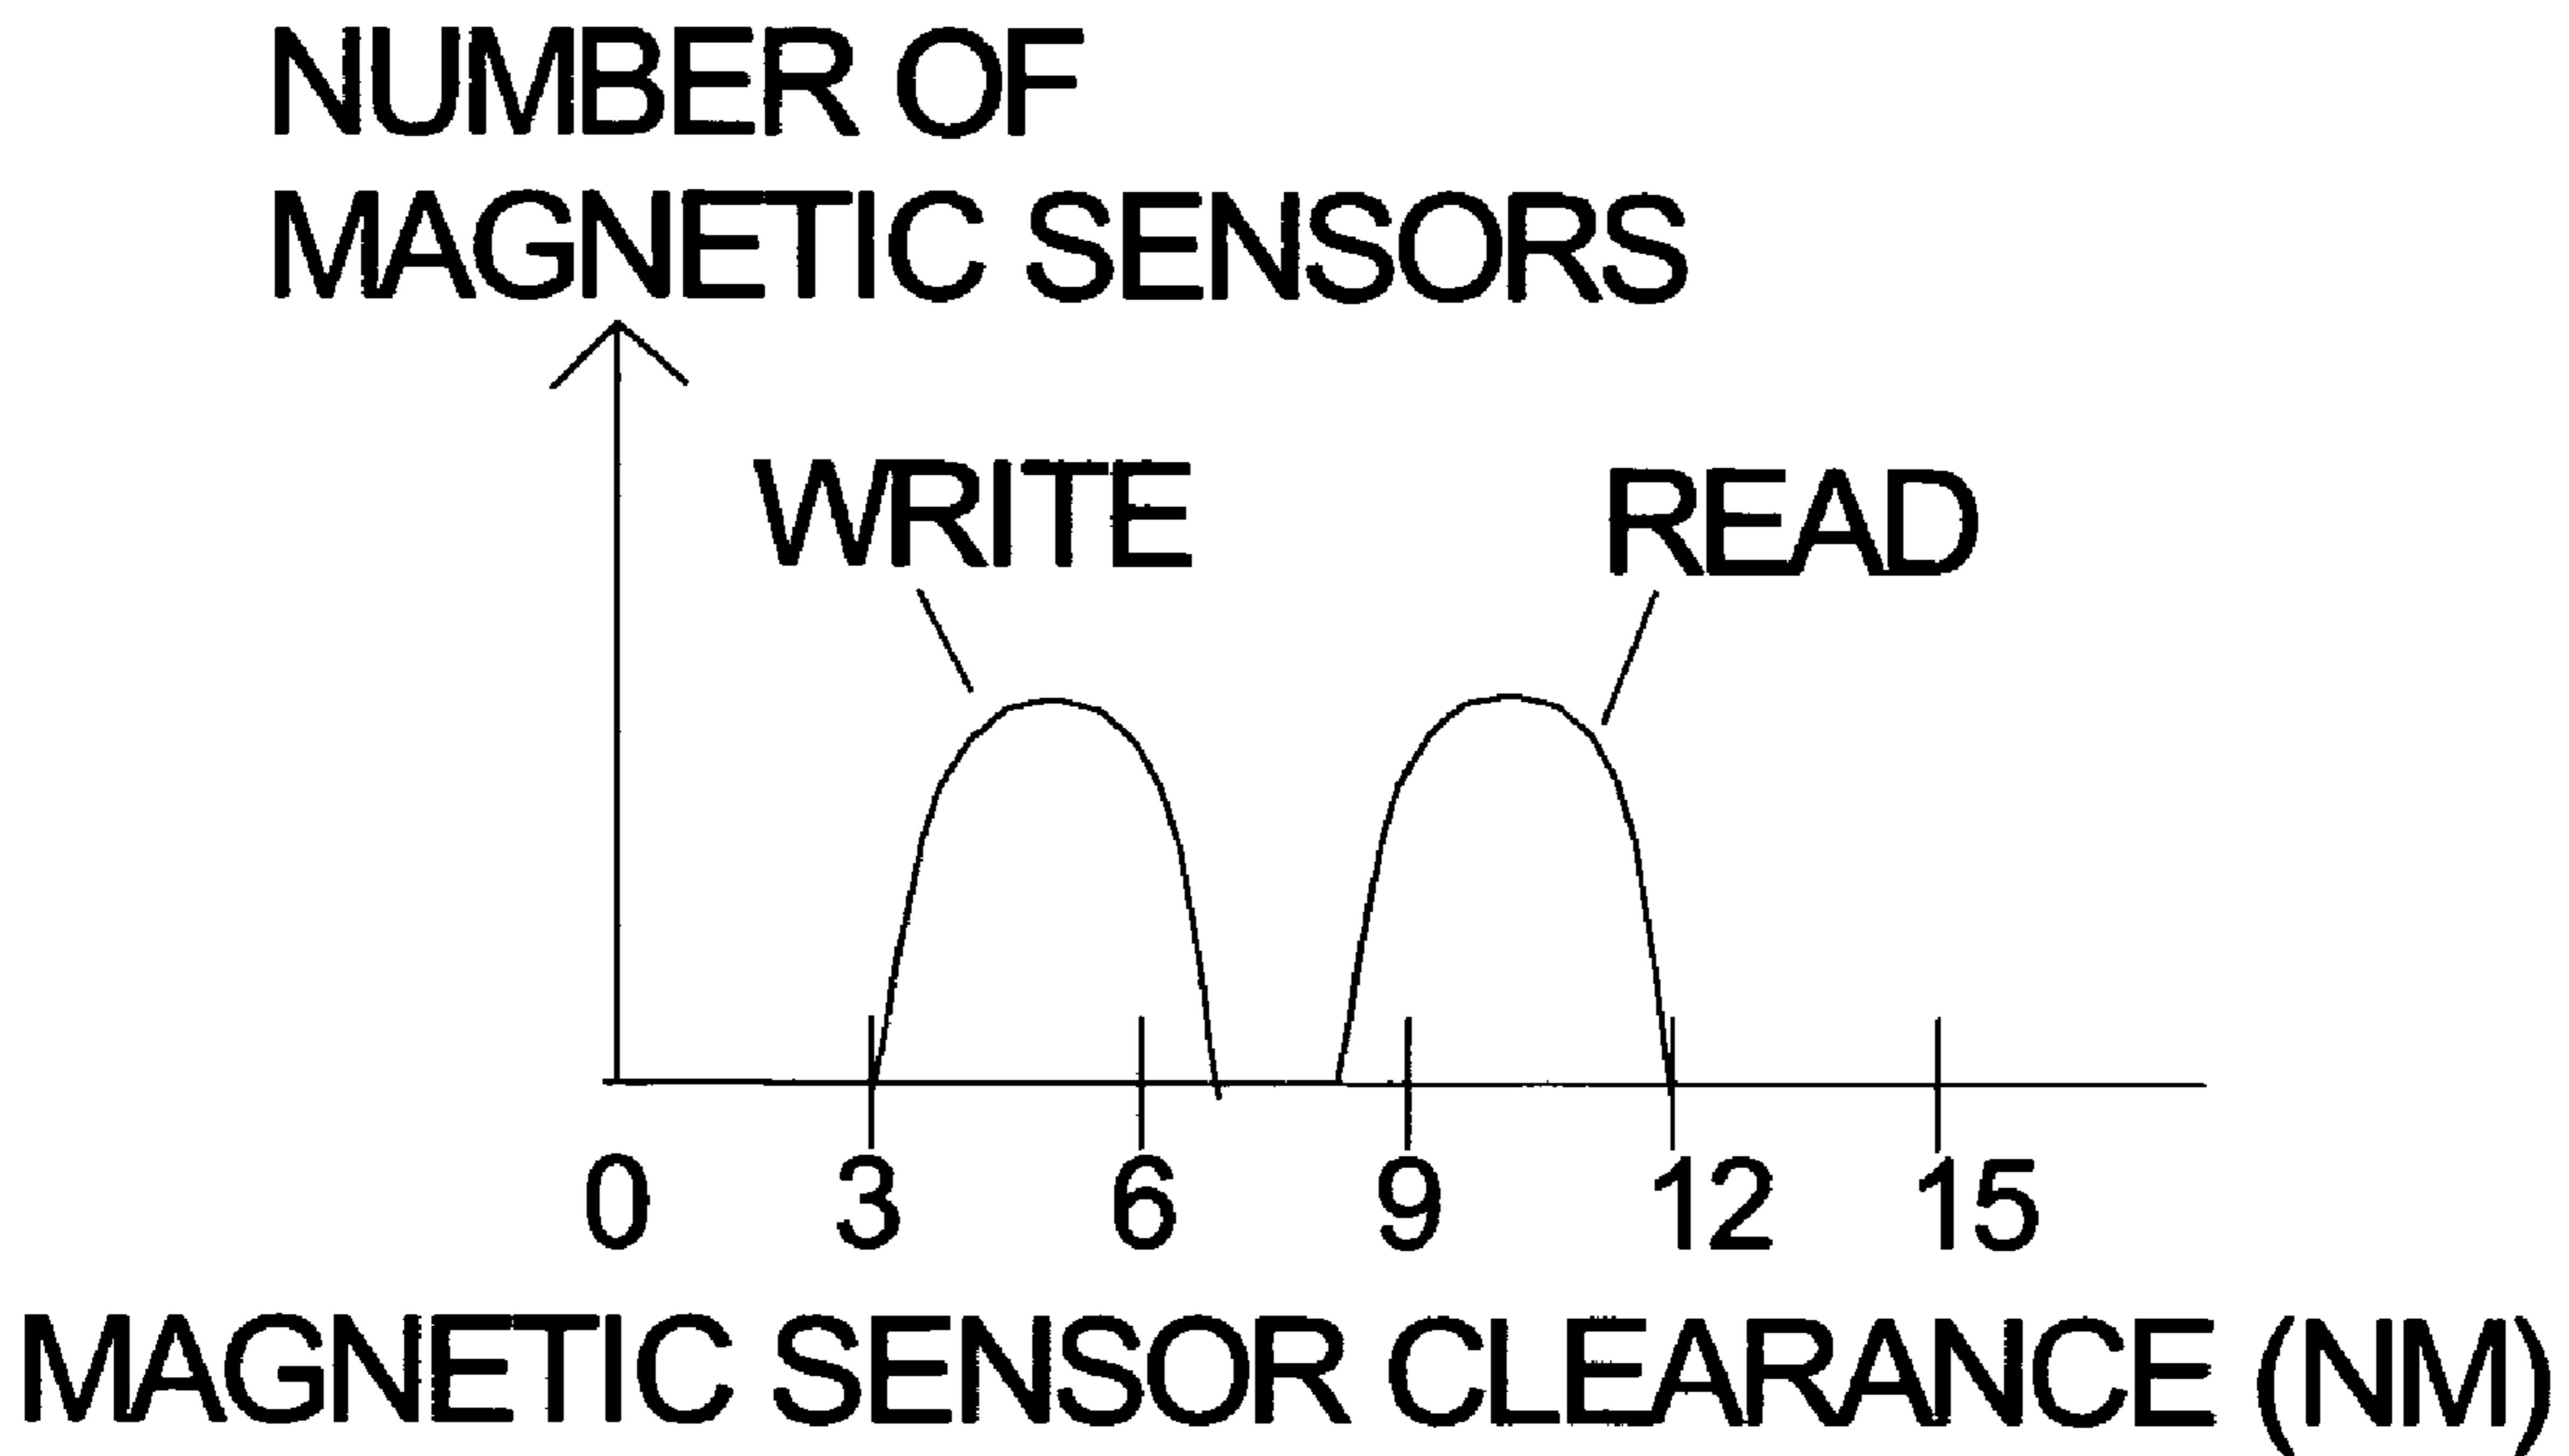 NUMBER OF
MAGNETIC SENSORS
WRITE READ
0 3 6 9 12 15
MAGNETIC SENSOR CLEARANCE (NM)